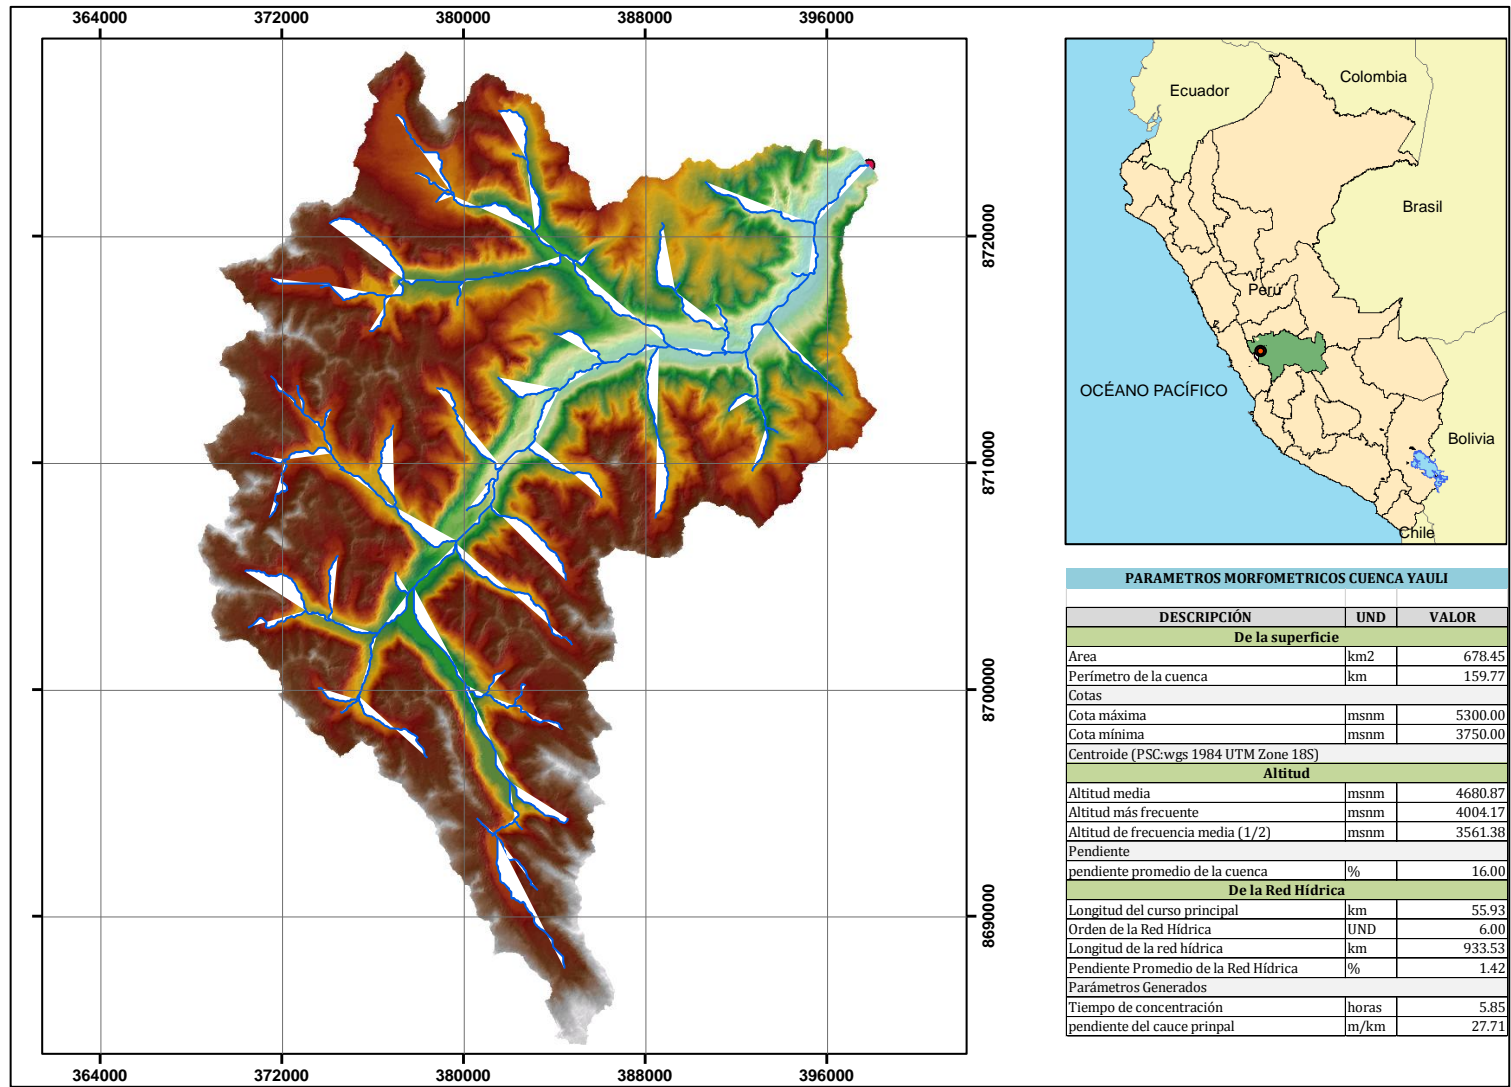 364000 372000 380000 388000 396000
8720000
8710000
8700000
8690000
364000 372000 380000 388000 396000
Ecuador
Colombia
Brasil
Perú
OCÉANO PACÍFICO
Bolivia
Chile
PARAMETROS MORFOMETRICOS CUENCA YAULI
DESCRIPCIÓN UND VALOR
De la superficie
Area km2 678.45
Perímetro de la cuenca km 159.77
Cotas
Cota máxima msnm 5300.00
Cota mínima msnm 3750.00
Centroide (PSC:wgs 1984 UTM Zone 18S)
Altitud
Altitud media msnm 4680.87
Altitud más frecuente msnm 4004.17
Altitud de frecuencia media (1/2) msnm 3561.38
Pendiente
pendiente promedio de la cuenca % 16.00
De la Red Hídrica
Longitud del curso principal km 55.93
Orden de la Red Hídrica UND 6.00
Longitud de la red hídrica km 933.53
Pendiente Promedio de la Red Hídrica % 1.42
Parámetros Generados
Tiempo de concentración horas 5.85
pendiente del cauce prinpal m/km 27.71